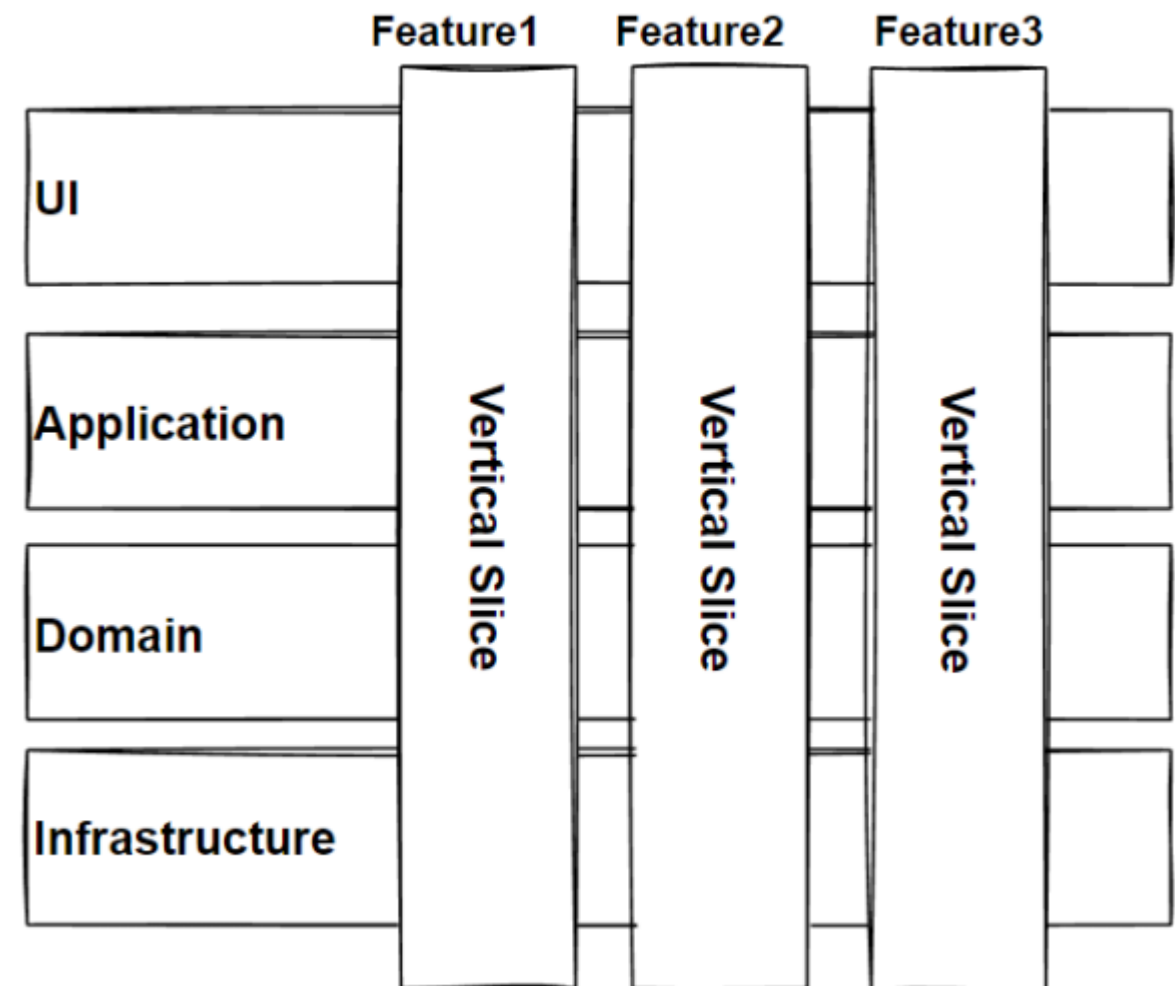 Feature1 Feature2 Feature3
UI
Application
Domain
Infrastructure
Vertical Slice
Vertical Slice
Vertical Slice